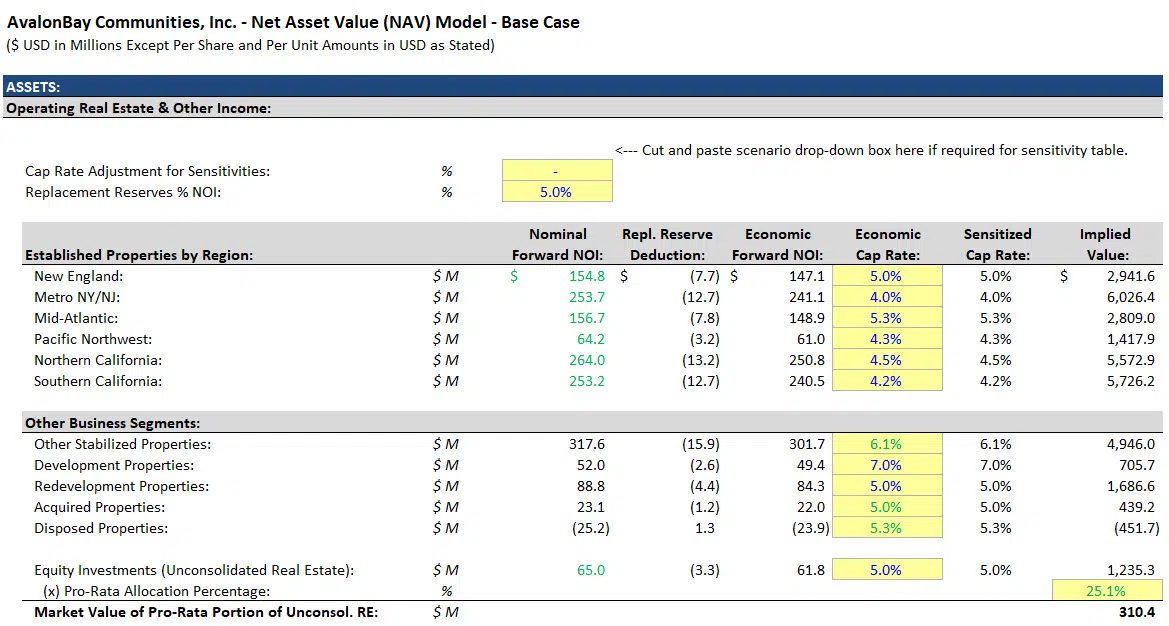 AvalonBay Communities, Inc. - Net Asset Value (NAV) Model - Base Case
($ USD in Millions Except Per Share and Per Unit Amounts in USD as Stated)
ASSETS:
Operating Real Estate & Other Income:
<--- Cut and paste scenario drop-down box here if required for sensitivity table.
Cap Rate Adjustment for Sensitivities: % -
Replacement Reserves % NOI: % 5.0%
Nominal Repl. Reserve Economic Economic Sensitized Implied
Established Properties by Region: Forward NOI: Deduction: Forward NOI: Cap Rate: Cap Rate: Value:
New England: $ M $ 154.8 $ (7.7) $ 147.1 5.0% 5.0% $ 2,941.6
Metro NY/NJ: $ M 253.7 (12.7) 241.1 4.0% 4.0% 6,026.4
Mid-Atlantic: $ M 156.7 (7.8) 148.9 5.3% 5.3% 2,809.0
Pacific Northwest: $ M 64.2 (3.2) 61.0 4.3% 4.3% 1,417.9
Northern California: $ M 264.0 (13.2) 250.8 4.5% 4.5% 5,572.9
Southern California: $ M 253.2 (12.7) 240.5 4.2% 4.2% 5,726.2
Other Business Segments:
Other Stabilized Properties: $ M 317.6 (15.9) 301.7 6.1% 6.1% 4,946.0
Development Properties: $ M 52.0 (2.6) 49.4 7.0% 7.0% 705.7
Redevelopment Properties: $ M 88.8 (4.4) 84.3 5.0% 5.0% 1,686.6
Acquired Properties: $ M 23.1 (1.2) 22.0 5.0% 5.0% 439.2
Disposed Properties: $ M (25.2) 1.3 (23.9) 5.3% 5.3% (451.7)
Equity Investments (Unconsolidated Real Estate): $ M 65.0 (3.3) 61.8 5.0% 5.0% 1,235.3
(x) Pro-Rata Allocation Percentage: % 25.1%
Market Value of Pro-Rata Portion of Unconsol. RE: $ M 310.4